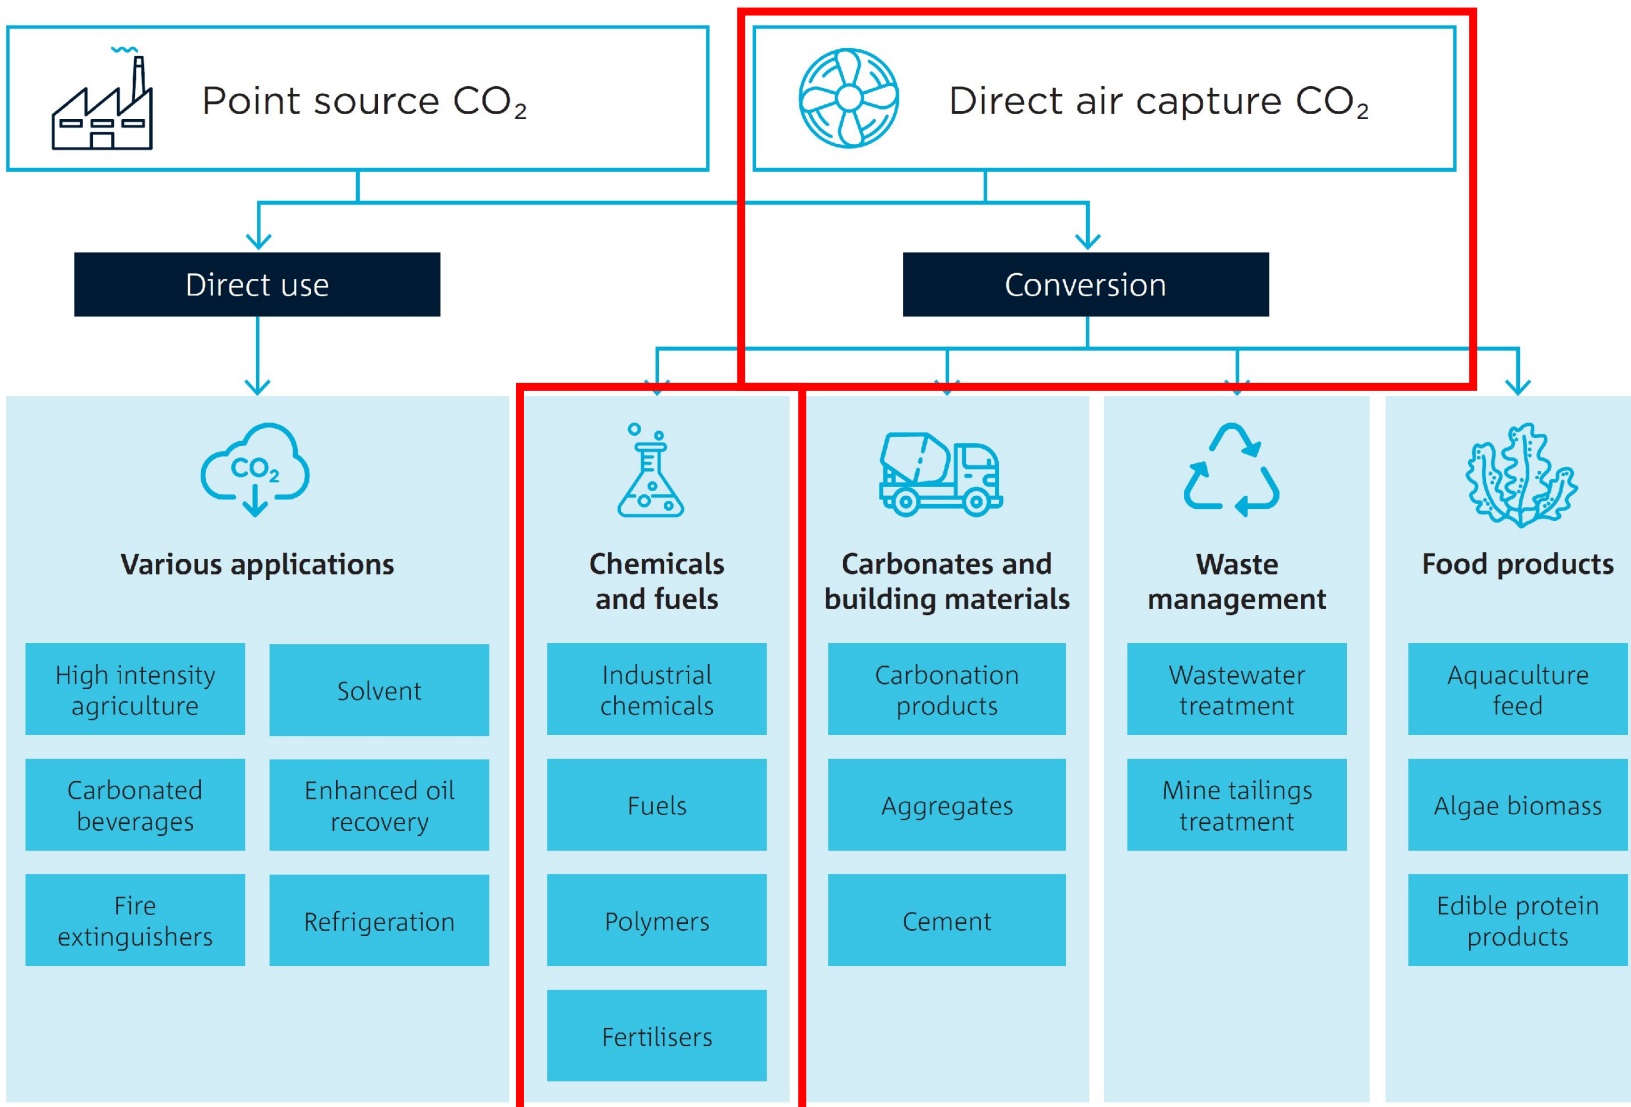 Point source CO₂
Direct air capture CO₂
Direct use
Conversion
CO₂
Various applications
High intensity
agriculture
Solvent
Carbonated
beverages
Enhanced oil
recovery
Fire
extinguishers
Refrigeration
Chemicals
and fuels
Industrial
chemicals
Fuels
Polymers
Fertilisers
Carbonates and
building materials
Carbonation
products
Aggregates
Cement
Waste
management
Wastewater
treatment
Mine tailings
treatment
Food products
Aquaculture
feed
Algae biomass
Edible protein
products